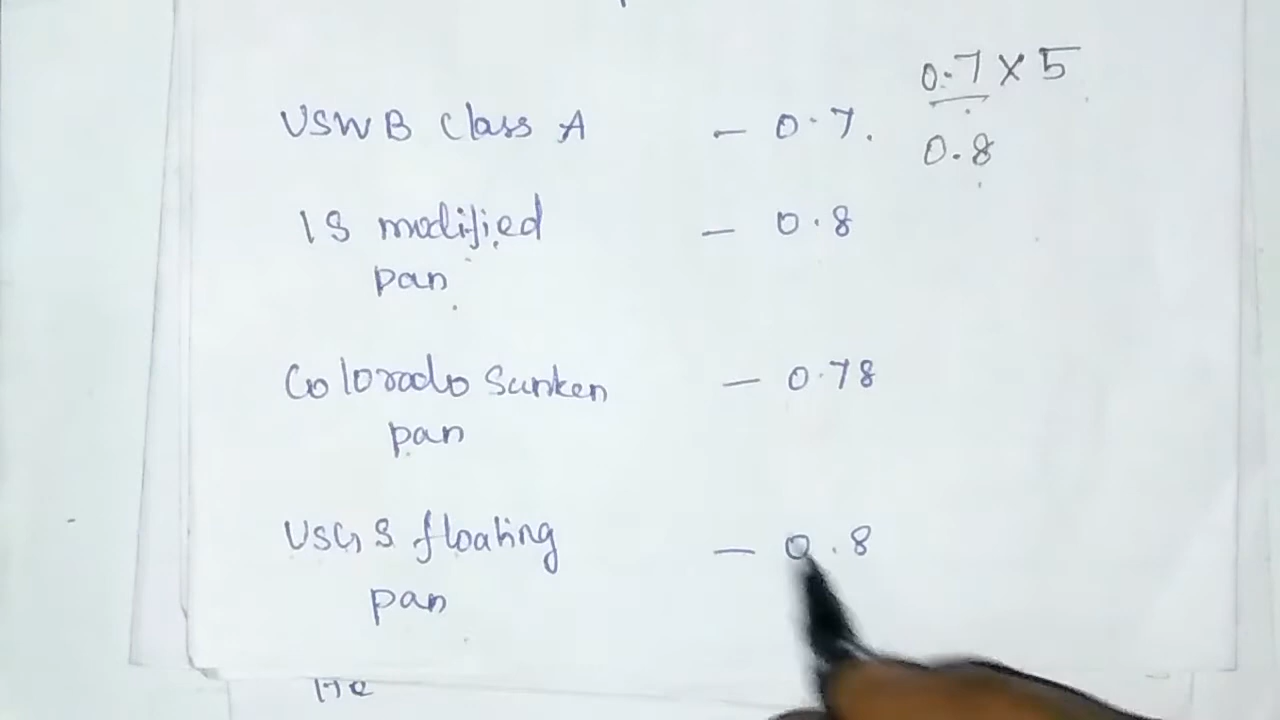 0.7 X 5
USWB Class A - 0.7.
0.8
IS modified - 0.8
pan
Colorado Sunken - 0.78
pan
USGS floating - 0.8
pan